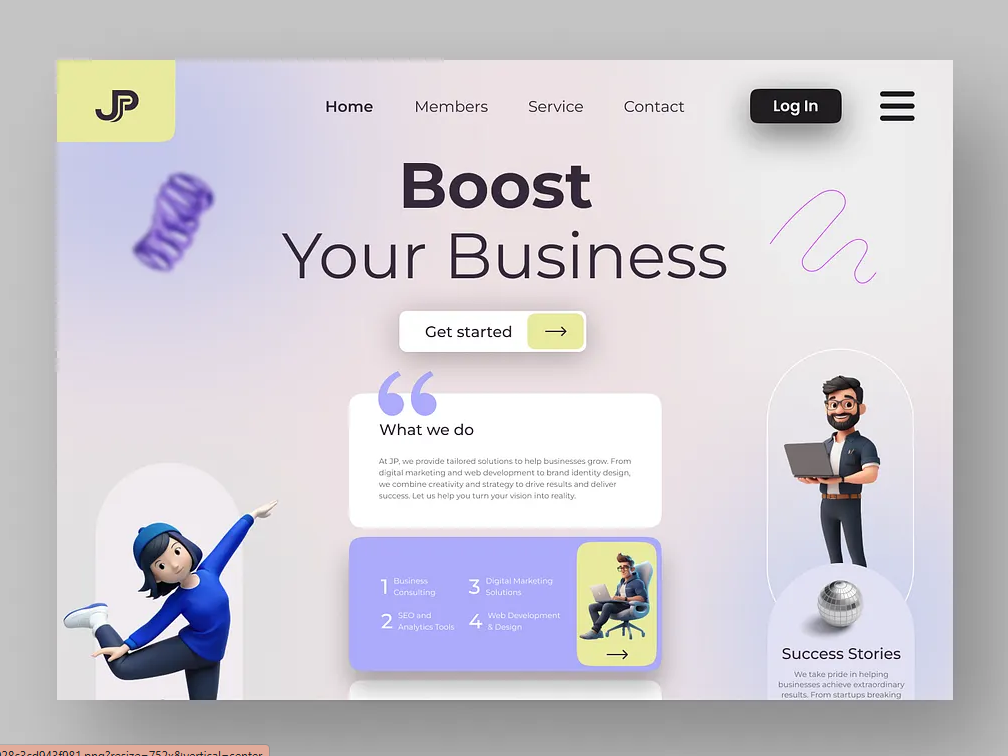 JP
Home Members Service Contact Log In
Boost
Your Business
Get started
What we do
At JP, we provide tailored solutions to help businesses grow. From
digital marketing and web development to brand identity design,
we combine creativity and strategy to drive results and deliver
success. Let us help you turn your vision into reality.
1 Business
Consulting
2 SEO and
Analytics Tools
3 Digital Marketing
Solutions
4 Web Development
& Design
Success Stories
We take pride in helping
businesses achieve extraordinary
results. From startups breaking
028c3cd943f981.png?resize=752x&vertical=center